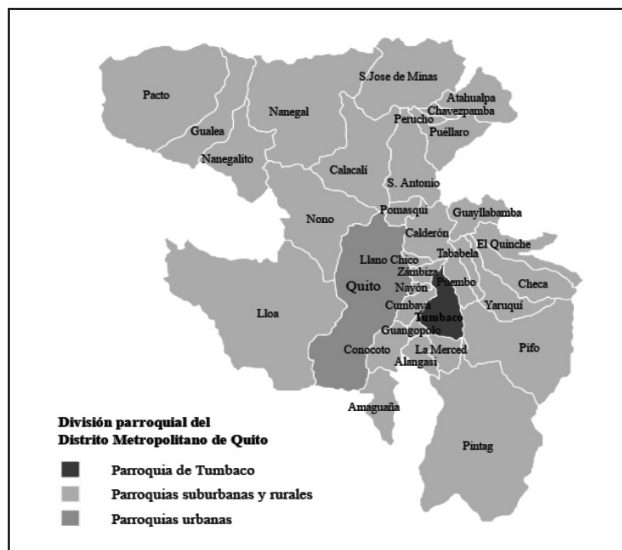 S.Jose de Minas
Pacto
Nanegal
Atahualpa
Chavezpamba
Perucho
Gualea
Puéllaro
Nanegalito
Calacalí
S. Antonio
Pomasqui
Guayllabamba
Nono
Calderón
El Quinche
Llano Chico
Tababela
Zámbiza
Quito
Nayón
Puembo
Checa
Cumbayá
Yaruquí
Lloa
Tumbaco
Guangopolo
Pifo
Conocoto
La Merced
Alangasí
Amaguaña
Pintag
División parroquial del
Distrito Metropolitano de Quito
Parroquia de Tumbaco
Parroquias suburbanas y rurales
Parroquias urbanas